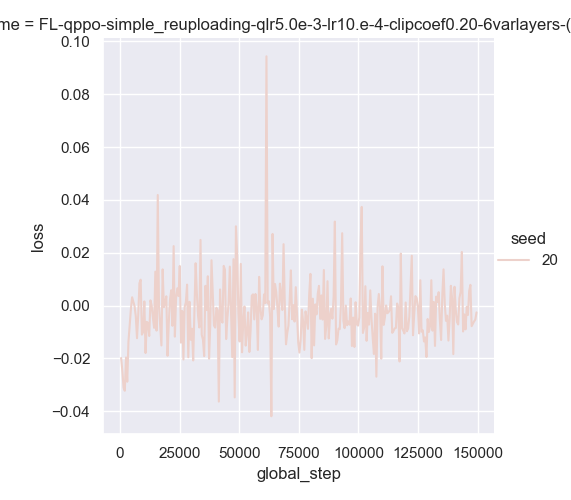 me = FL-qppo-simple_reuploading-qlr5.0e-3-lr10.e-4-clipcoef0.20-6varlayers-(
0.10
0.08
0.06
0.04
0.02
0.00
−0.02
−0.04
loss
0 25000 50000 75000 100000 125000 150000
global_step
seed
20